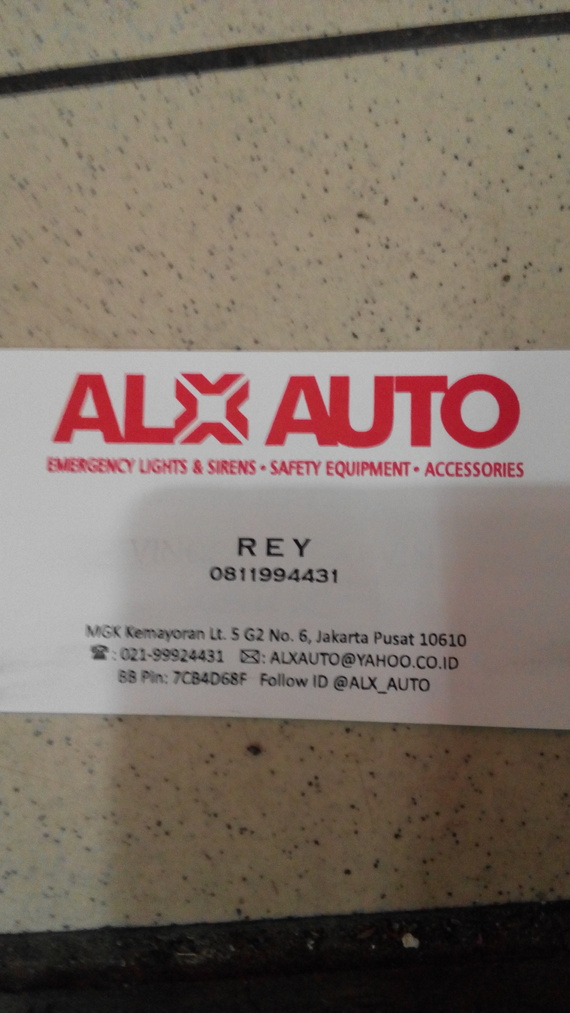 ALX AUTO
EMERGENCY LIGHTS & SIRENS • SAFETY EQUIPMENT • ACCESSORIES
REY
0811994431
MGK Kemayoran Lt. 5 G2 No. 6, Jakarta Pusat 10610
☎: 021-99924431 ✉: ALXAUTO@YAHOO.CO.ID
BB Pin: 7CB4D68F Follow ID @ALX_AUTO